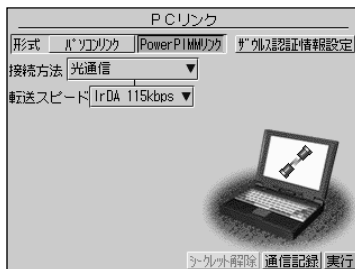 PCリンク
形式 パソコンリンク PowerPIMMリンク ザウルス認証情報設定
接続方法 光通信 ▼
転送スピード IrDA 115kbps ▼
シークレット解除 通信記録 実行